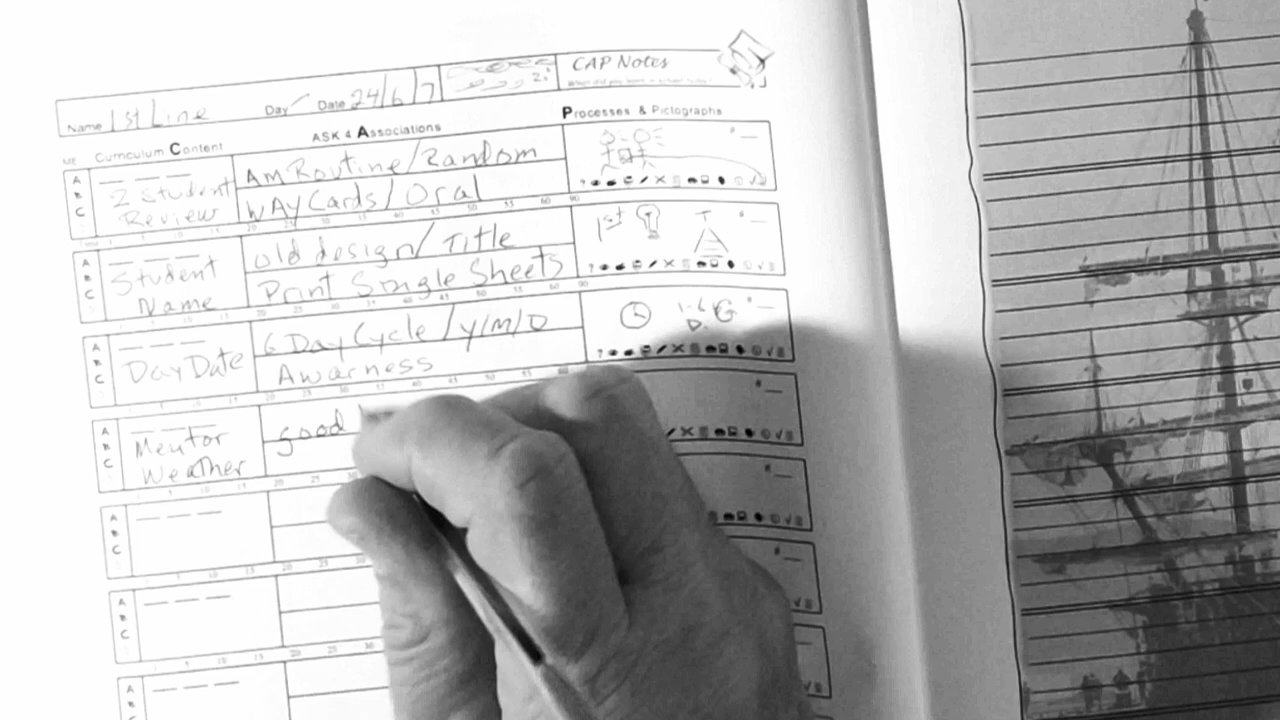 CAP Notes
Name 1st Line Day/ Date 24/6/7
ME Curriculum Content ASK 4 Associations Processes & Pictographs
A B C
2 Student Review
AM Routine/Random
WAY Cards/Oral
A B C
Student Name
old design/Title
Print Single Sheets
1st
A B C
Day Date
6 Day Cycle/Y/M/D
Awarness
A B C
Mentor Weather
good
A B C
A B C
A